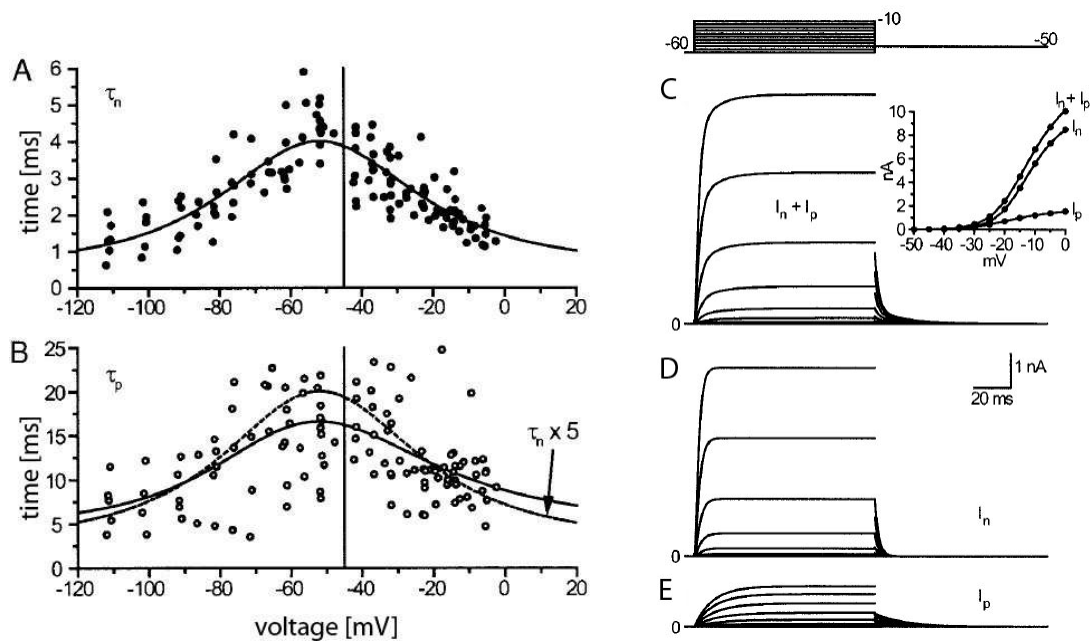 A
τn
time [ms]
6
5
4
3
2
1
0
-120 -100 -80 -60 -40 -20 0 20
B
τp
time [ms]
25
20
15
10
5
0
τn x 5
-120 -100 -80 -60 -40 -20 0 20
voltage [mV]
-60
-10
-50
C
In + Ip
0
In + Ip
In
Ip
nA
10
8
6
4
2
0
-50 -40 -30 -20 -10 0
mV
D
1 nA
20 ms
In
0
E
Ip
0